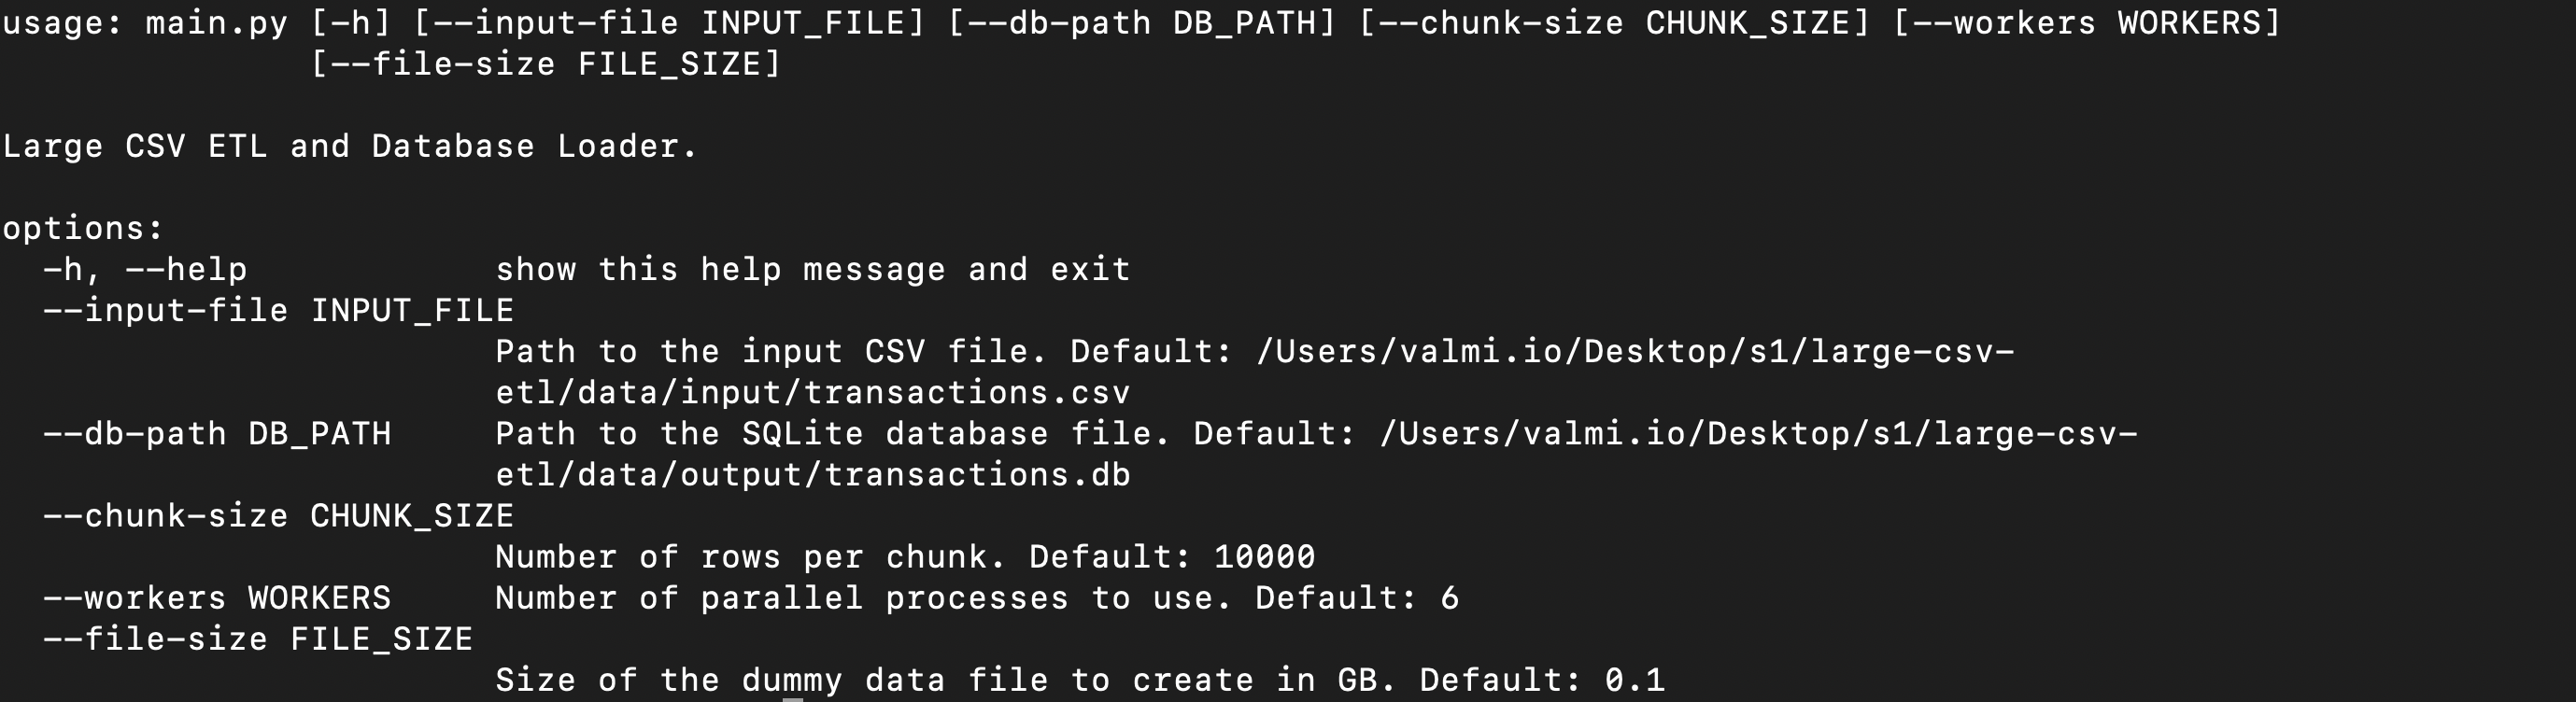 usage: main.py [-h] [--input-file INPUT_FILE] [--db-path DB_PATH] [--chunk-size CHUNK_SIZE] [--workers WORKERS]
               [--file-size FILE_SIZE]

Large CSV ETL and Database Loader.

options:
  -h, --help            show this help message and exit
  --input-file INPUT_FILE
                        Path to the input CSV file. Default: /Users/valmi.io/Desktop/s1/large-csv-
                        etl/data/input/transactions.csv
  --db-path DB_PATH     Path to the SQLite database file. Default: /Users/valmi.io/Desktop/s1/large-csv-
                        etl/data/output/transactions.db
  --chunk-size CHUNK_SIZE
                        Number of rows per chunk. Default: 10000
  --workers WORKERS     Number of parallel processes to use. Default: 6
  --file-size FILE_SIZE
                        Size of the dummy data file to create in GB. Default: 0.1